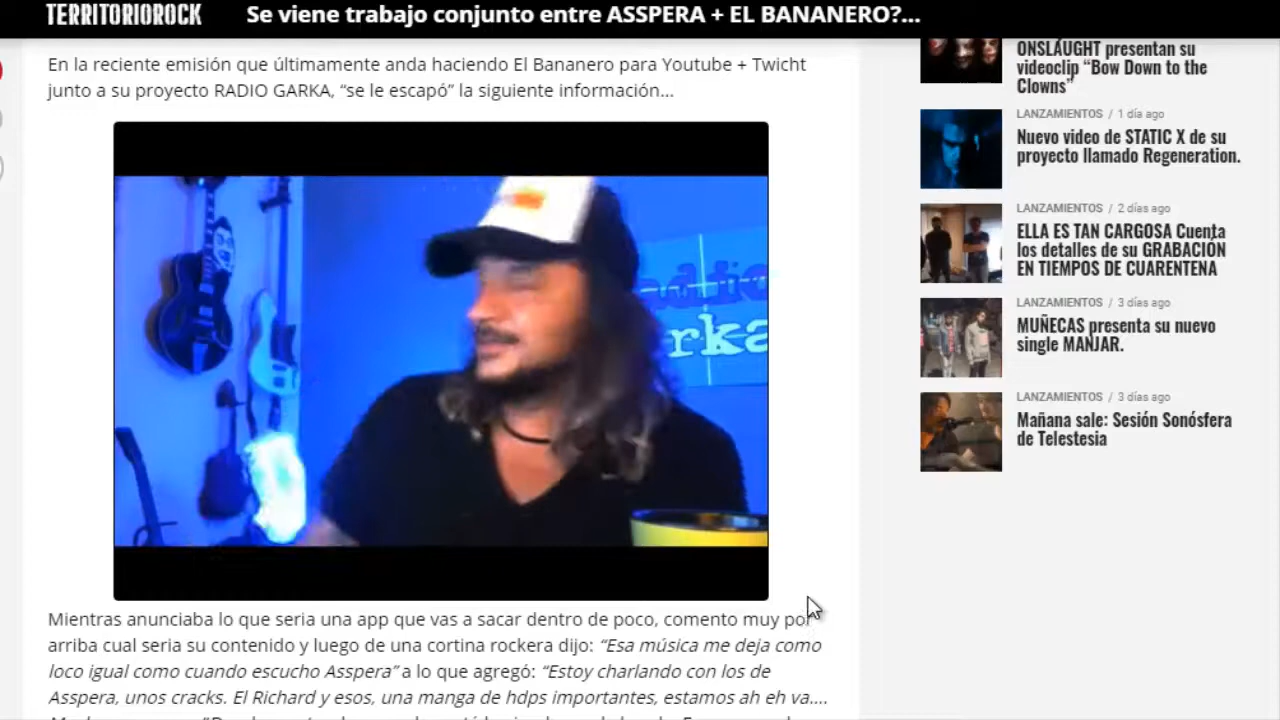 TERRITORIOROCK
Se viene trabajo conjunto entre ASSPERA + EL BANANERO?...
En la reciente emisión que últimamente anda haciendo El Bananero para Youtube + Twicht
junto a su proyecto RADIO GARKA, “se le escapó” la siguiente información...
rka
Mientras anunciaba lo que seria una app que vas a sacar dentro de poco, comento muy por
arriba cual seria su contenido y luego de una cortina rockera dijo: “Esa música me deja como
loco igual como cuando escucho Asspera” a lo que agregó: “Estoy charlando con los de
Asspera, unos cracks. El Richard y esos, una manga de hdps importantes, estamos ah eh va....
ONSLAUGHT presentan su
videoclip “Bow Down to the
Clowns”
LANZAMIENTOS / 1 día ago
Nuevo video de STATIC X de su
proyecto llamado Regeneration.
LANZAMIENTOS / 2 días ago
ELLA ES TAN CARGOSA Cuenta
los detalles de su GRABACIÓN
EN TIEMPOS DE CUARENTENA
LANZAMIENTOS / 3 días ago
MUÑECAS presenta su nuevo
single MANJAR.
LANZAMIENTOS / 3 días ago
Mañana sale: Sesión Sonósfera
de Telestesia